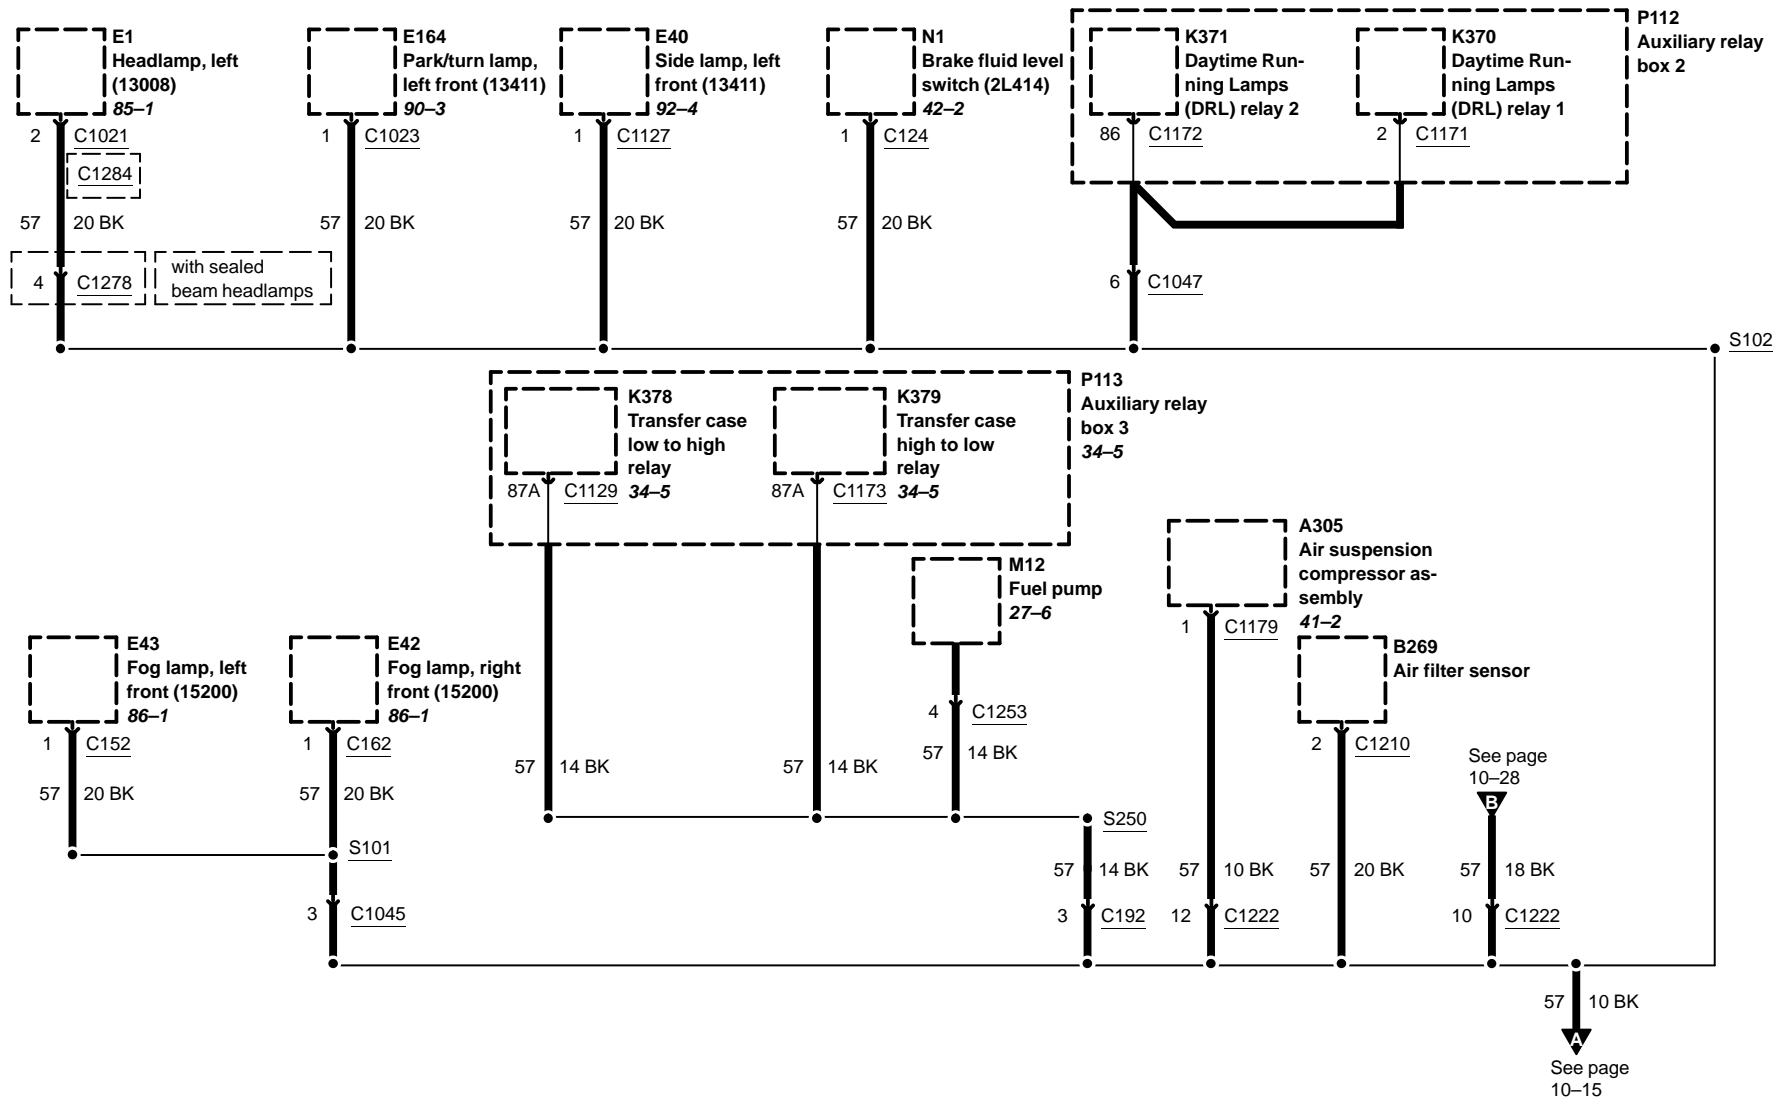 E1
Headlamp, left
(13008)
85–1
2
C1021
C1284
57
20 BK
4
C1278
with sealed
beam headlamps
E164
Park/turn lamp,
left front (13411)
90–3
1
C1023
57
20 BK
E40
Side lamp, left
front (13411)
92–4
1
C1127
57
20 BK
N1
Brake fluid level
switch (2L414)
42–2
1
C124
57
20 BK
K371
Daytime Run-
ning Lamps
(DRL) relay 2
86
C1172
K370
Daytime Run-
ning Lamps
(DRL) relay 1
2
C1171
P112
Auxiliary relay
box 2
6
C1047
S102
K378
Transfer case
low to high
relay
34–5
87A
C1129
K379
Transfer case
high to low
relay
34–5
87A
C1173
P113
Auxiliary relay
box 3
34–5
57
14 BK
57
14 BK
M12
Fuel pump
27–6
4
C1253
57
14 BK
S250
57
14 BK
3
C192
A305
Air suspension
compressor as-
sembly
41–2
1
C1179
57
10 BK
12
C1222
B269
Air filter sensor
2
C1210
57
20 BK
See page
10–28
B
57
18 BK
10
C1222
E43
Fog lamp, left
front (15200)
86–1
1
C152
57
20 BK
E42
Fog lamp, right
front (15200)
86–1
1
C162
57
20 BK
S101
3
C1045
57
10 BK
A
See page
10–15